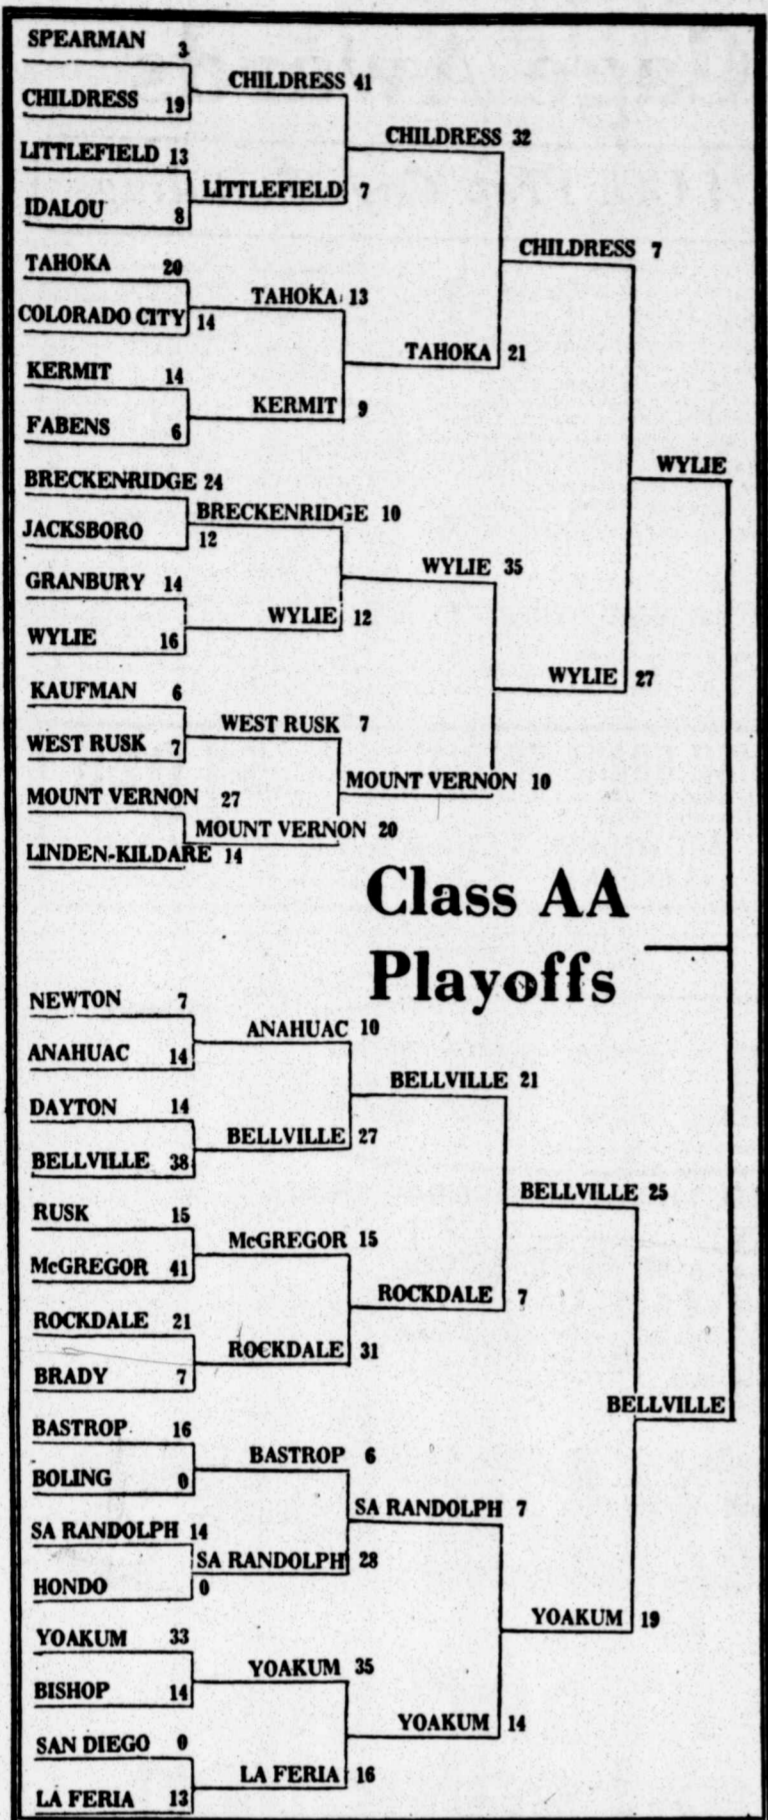 SPEARMAN 3
CHILDRESS 41
CHILDRESS 19
CHILDRESS 32
LITTLEFIELD 13
LITTLEFIELD 7
IDALOU 8
CHILDRESS 7
TAHOKA 20
TAHOKA 13
COLORADO CITY 14
TAHOKA 21
KERMIT 14
KERMIT 9
FABENS 6
WYLIE
BRECKENRIDGE 24
BRECKENRIDGE 10
JACKSBORO 12
WYLIE 35
GRANBURY 14
WYLIE 12
WYLIE 16
WYLIE 27
KAUFMAN 6
WEST RUSK 7
WEST RUSK 7
MOUNT VERNON 10
MOUNT VERNON 27
MOUNT VERNON 20
LINDEN-KILDARE 14
Class AA
Playoffs
NEWTON 7
ANAHUAC 10
ANAHUAC 14
BELLVILLE 21
DAYTON 14
BELLVILLE 27
BELLVILLE 38
BELLVILLE 25
RUSK 15
McGREGOR 15
McGREGOR 41
ROCKDALE 7
ROCKDALE 21
ROCKDALE 31
BRADY 7
BELLVILLE
BASTROP 16
BASTROP 6
BOLING 0
SA RANDOLPH 7
SA RANDOLPH 14
SA RANDOLPH 28
HONDO 0
YOAKUM 19
YOAKUM 33
YOAKUM 35
BISHOP 14
YOAKUM 14
SAN DIEGO 0
LA FERIA 16
LA FERIA 13